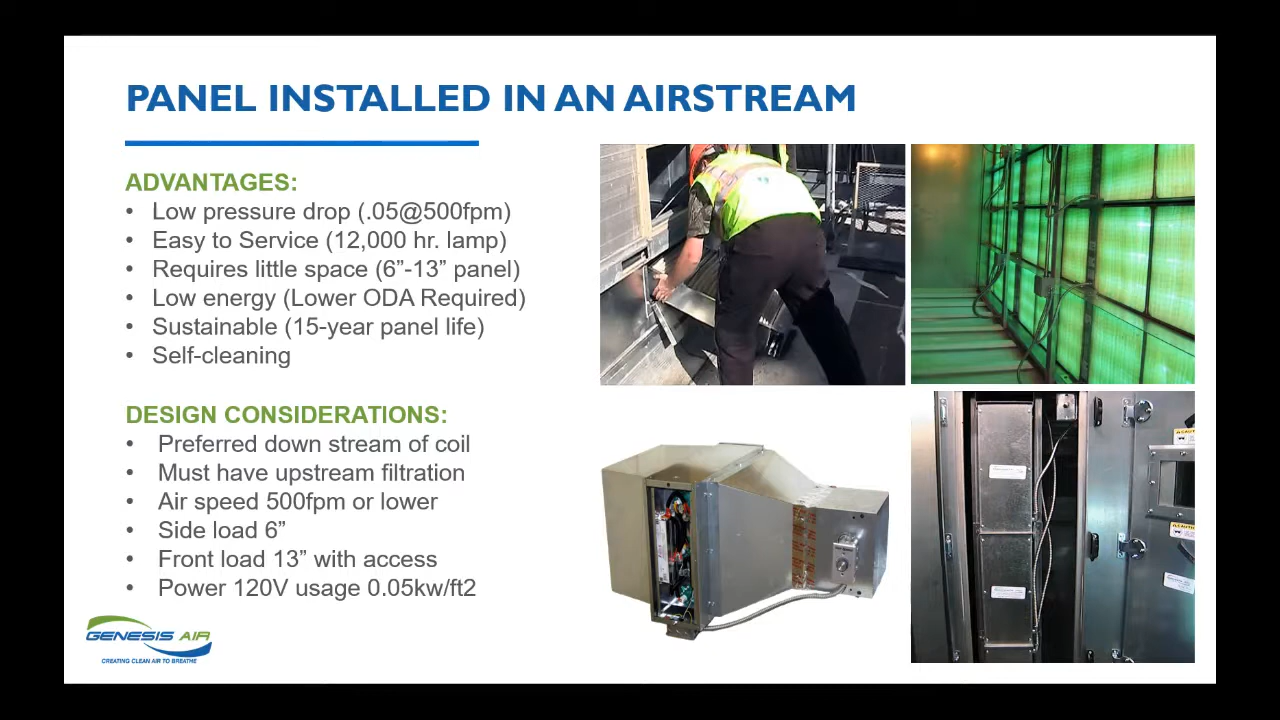 PANEL INSTALLED IN AN AIRSTREAM
ADVANTAGES:
• Low pressure drop (.05@500fpm)
• Easy to Service (12,000 hr. lamp)
• Requires little space (6”-13” panel)
• Low energy (Lower ODA Required)
• Sustainable (15-year panel life)
• Self-cleaning
DESIGN CONSIDERATIONS:
• Preferred down stream of coil
• Must have upstream filtration
• Air speed 500fpm or lower
• Side load 6”
• Front load 13” with access
• Power 120V usage 0.05kw/ft2
GENESIS AIR
CREATING CLEAN AIR TO BREATHE